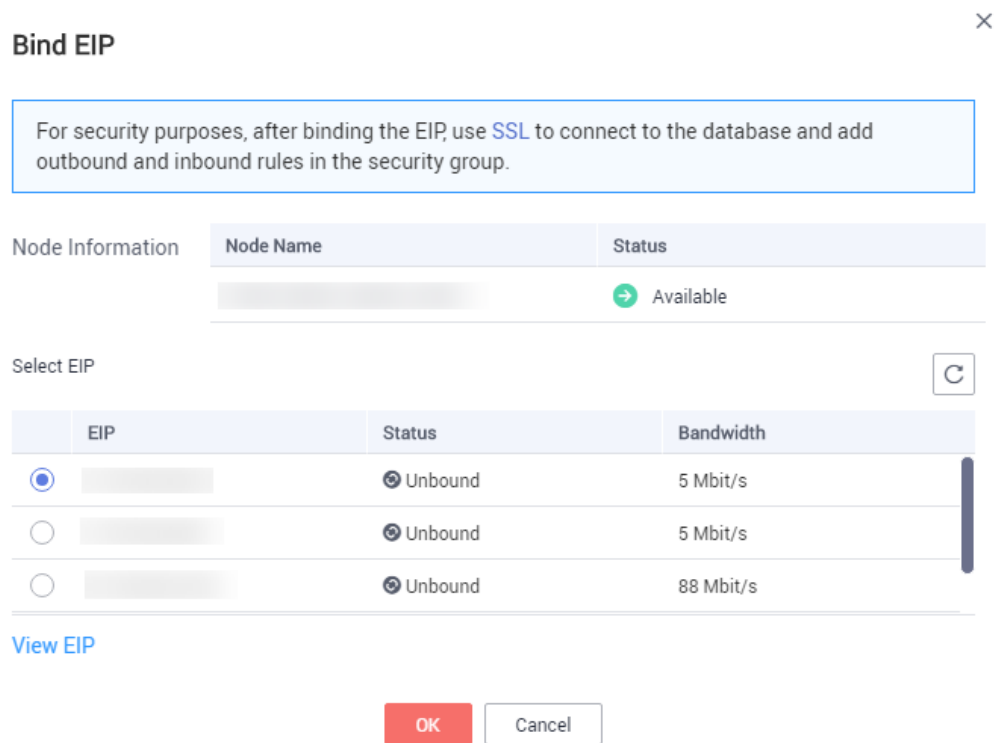 Bind EIP
For security purposes, after binding the EIP, use SSL to connect to the database and add
outbound and inbound rules in the security group.
Node Information
Node Name Status
Available
Select EIP
EIP Status Bandwidth
Unbound 5 Mbit/s
Unbound 5 Mbit/s
Unbound 88 Mbit/s
View EIP
OK Cancel